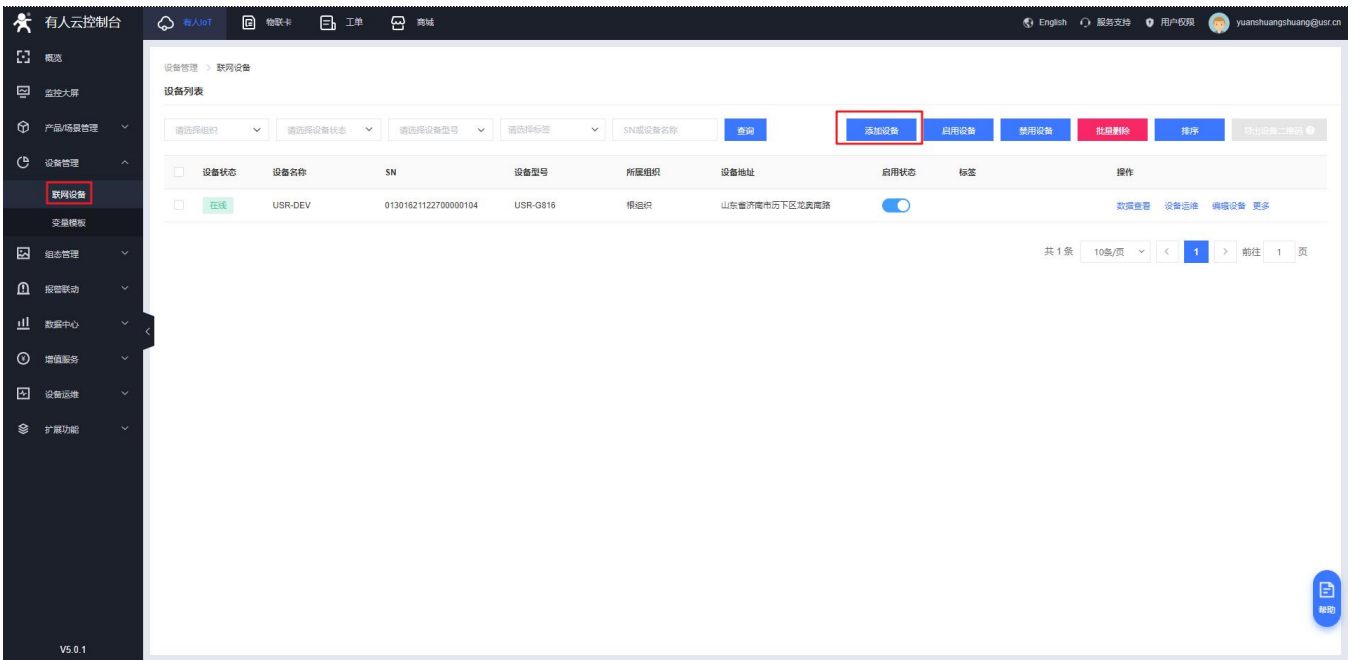 有人云控制台 有人IoT 物联卡 工单 商城 English 服务支持 用户权限 yuanshuangshuang@usr.cn
概览
监控大屏
产品/场景管理
设备管理
联网设备
变量模板
组态管理
报警联动
数据中心
增值服务
设备运维
扩展功能
V5.0.1
设备管理 > 联网设备
设备列表
请选择组织 请选择设备状态 请选择设备型号 请选择标签 SN或设备名称 查询 添加设备 启用设备 禁用设备 批量删除 排序 导出设备二维码
设备状态 设备名称 SN 设备型号 所属组织 设备地址 启用状态 标签 操作
在线 USR-DEV 01301621122700000104 USR-G816 根组织 山东省济南市历下区龙奥南路 数据查看 设备运维 编辑设备 更多
共 1 条 10条/页 < 1 > 前往 1 页
帮助